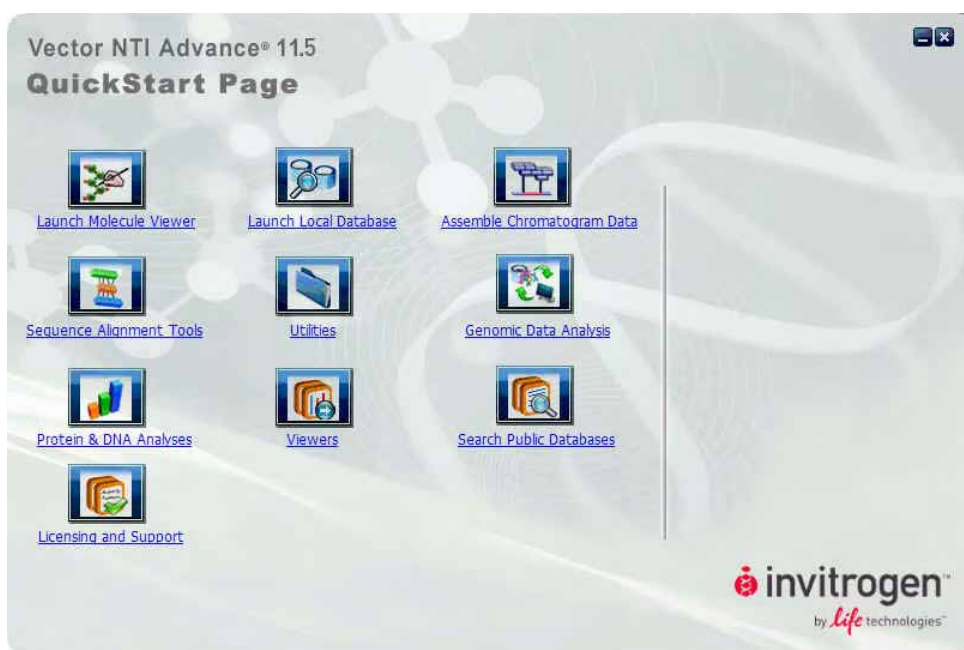 Vector NTI Advance® 11.5
QuickStart Page
Launch Molecule Viewer
Launch Local Database
Assemble Chromatogram Data
Sequence Alignment Tools
Utilities
Genomic Data Analysis
Protein & DNA Analyses
Viewers
Search Public Databases
Licensing and Support
invitrogen™
by life technologies™